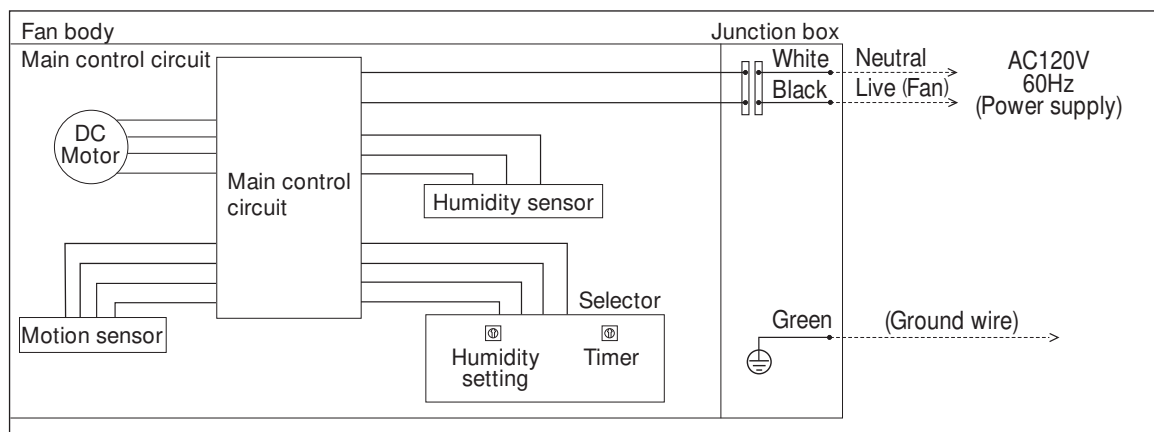 Fan body
Junction box
Main control circuit
White
Neutral
AC120V
60Hz
(Power supply)
Black
Live (Fan)
DC
Motor
Main control
circuit
Humidity sensor
Motion sensor
Selector
Humidity
setting
Timer
Green
(Ground wire)